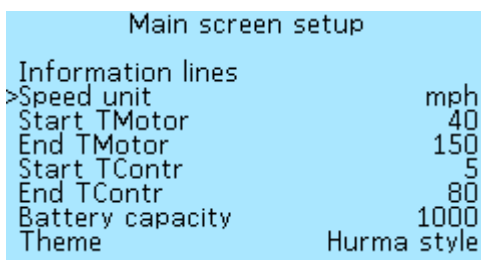 Main screen setup
Information lines
>Speed unit mph
Start TMotor 40
End TMotor 150
Start TContr 5
End TContr 80
Battery capacity 1000
Theme Hurma style